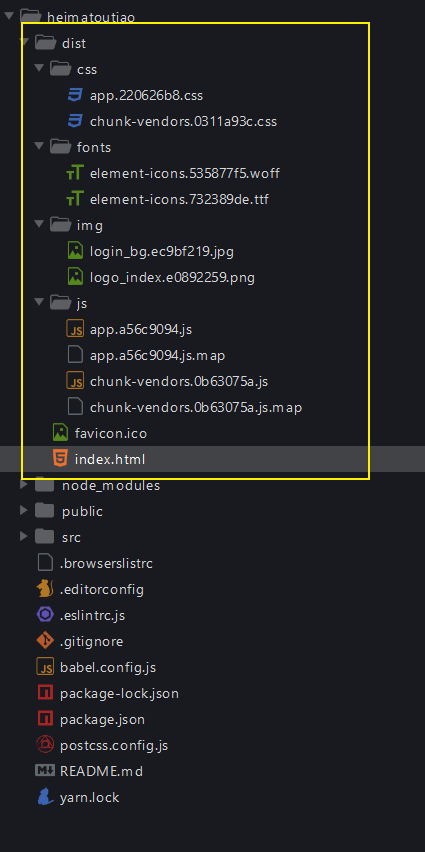 heimatoutiao
dist
css
app.220626b8.css
chunk-vendors.0311a93c.css
fonts
element-icons.535877f5.woff
element-icons.732389de.ttf
img
login_bg.ec9bf219.jpg
logo_index.e0892259.png
js
app.a56c9094.js
app.a56c9094.js.map
chunk-vendors.0b63075a.js
chunk-vendors.0b63075a.js.map
favicon.ico
index.html
node_modules
public
src
.browserslistrc
.editorconfig
.eslintrc.js
.gitignore
babel.config.js
package-lock.json
package.json
postcss.config.js
README.md
yarn.lock